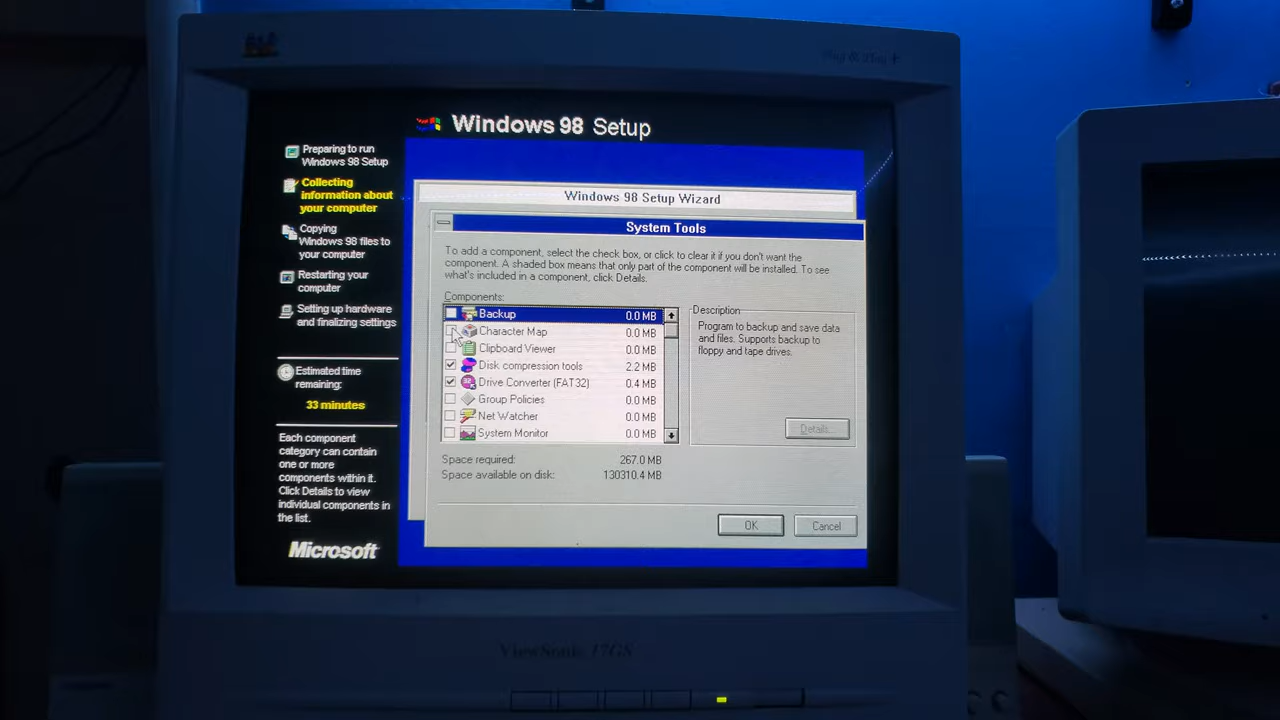 Play & Play +
Windows 98 Setup
Preparing to run
Windows 98 Setup
Collecting
information about
your computer
Copying
Windows 98 files to
your computer
Restarting your
computer
Setting up hardware
and finalizing settings
Estimated time
remaining:
33 minutes
Each component
category can contain
one or more
components within it.
Click Details to view
individual components in
the list.
Microsoft
Windows 98 Setup Wizard
System Tools
To add a component, select the check box, or click to clear it if you don't want the
component. A shaded box means that only part of the component will be installed. To see
what's included in a component, click Details.
Components:
Backup 0.0 MB
Character Map 0.0 MB
Clipboard Viewer 0.0 MB
Disk compression tools 2.2 MB
Drive Converter (FAT32) 0.4 MB
Group Policies 0.0 MB
Net Watcher 0.0 MB
System Monitor 0.0 MB
Description
Program to backup and save data
and files. Supports backup to
floppy and tape drives.
Details...
Space required: 267.0 MB
Space available on disk: 130310.4 MB
OK
Cancel
ViewSonic 17GS